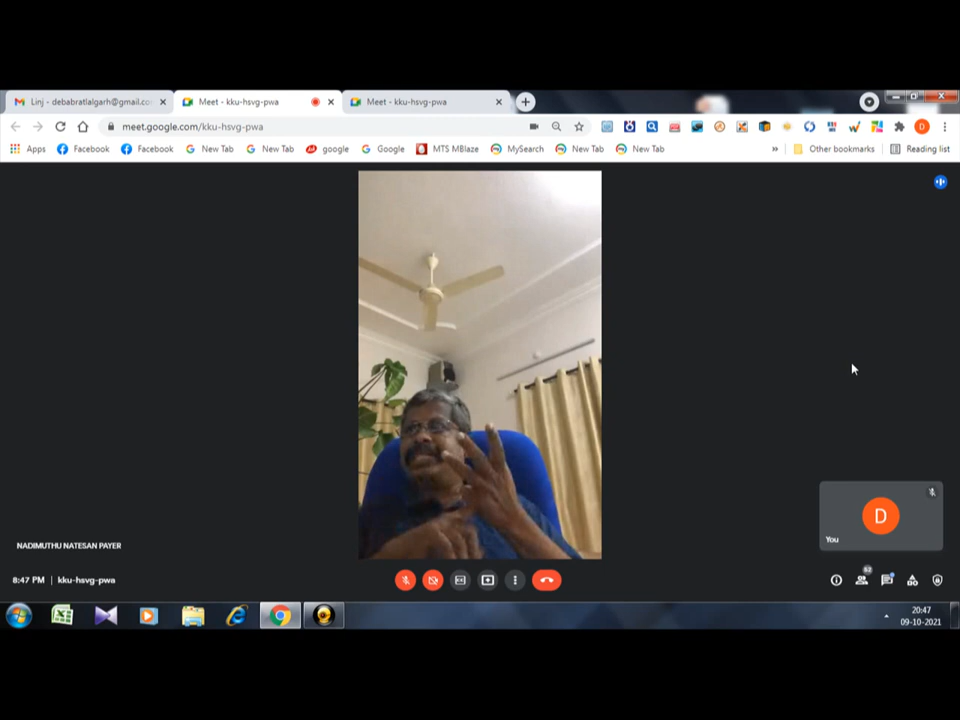 Linj - debabratlalgarh@gmail.co
Meet - kku-hsvg-pwa
Meet - kku-hsvg-pwa
meet.google.com/kku-hsvg-pwa
D
Apps Facebook Facebook New Tab New Tab google Google MTS MBlaze MySearch New Tab New Tab » Other bookmarks Reading list
D
You
NADIMUTHU NATESAN PAYER
8:47 PM | kku-hsvg-pwa
20:47
09-10-2021